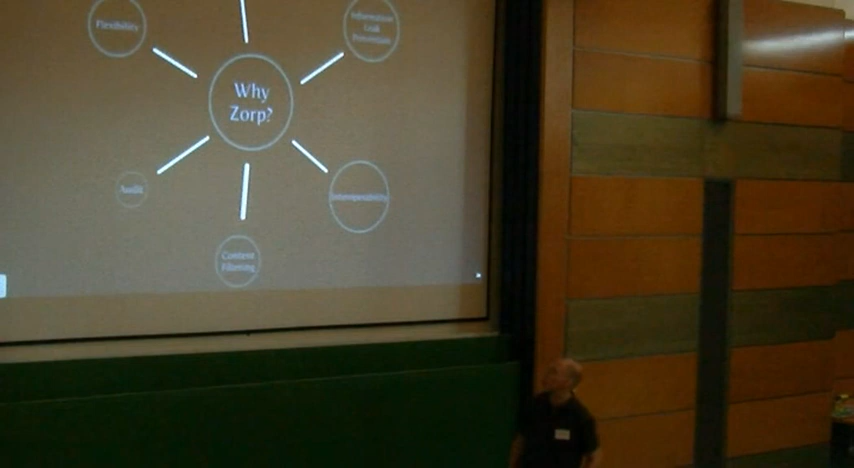 Flexibility
Information
Leak
Prevention
Why
Zorp?
Audit
Interoperability
Content
Filtering